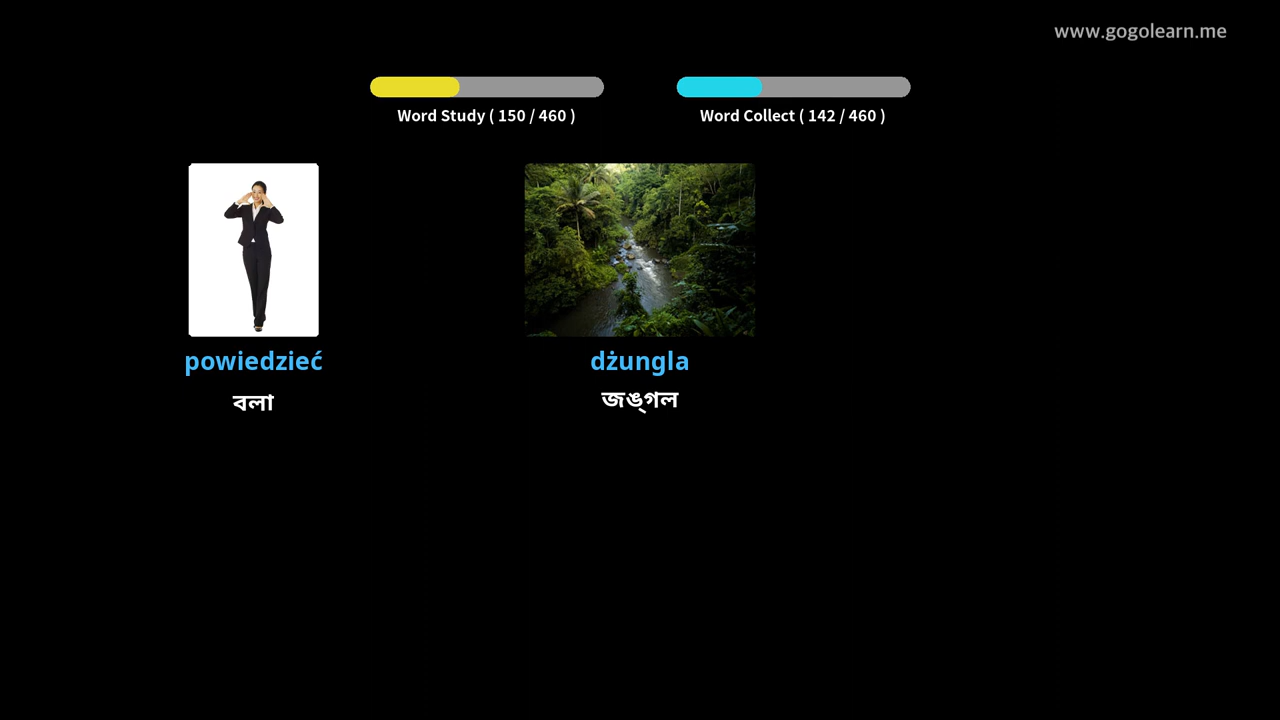 www.gogolearn.me
Word Study ( 150 / 460 )
Word Collect ( 142 / 460 )
powiedzieć
বলা
dżungla
জঙ্গল